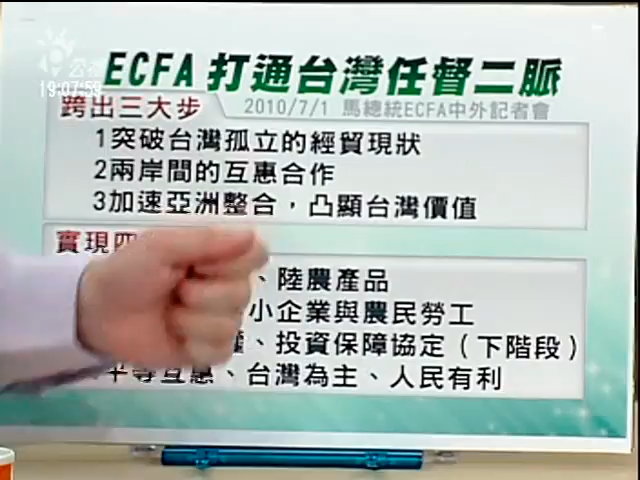 公視
19:07:59
ECFA 打通台灣任督二脈
跨出三大步 2010/7/1 馬總統ECFA中外記者會
1突破台灣孤立的經貿現狀
2兩岸間的互惠合作
3加速亞洲整合,凸顯台灣價值
實現四
、陸農產品
小企業與農民勞工
權、投資保障協定(下階段)
平等互惠、台灣為主、人民有利